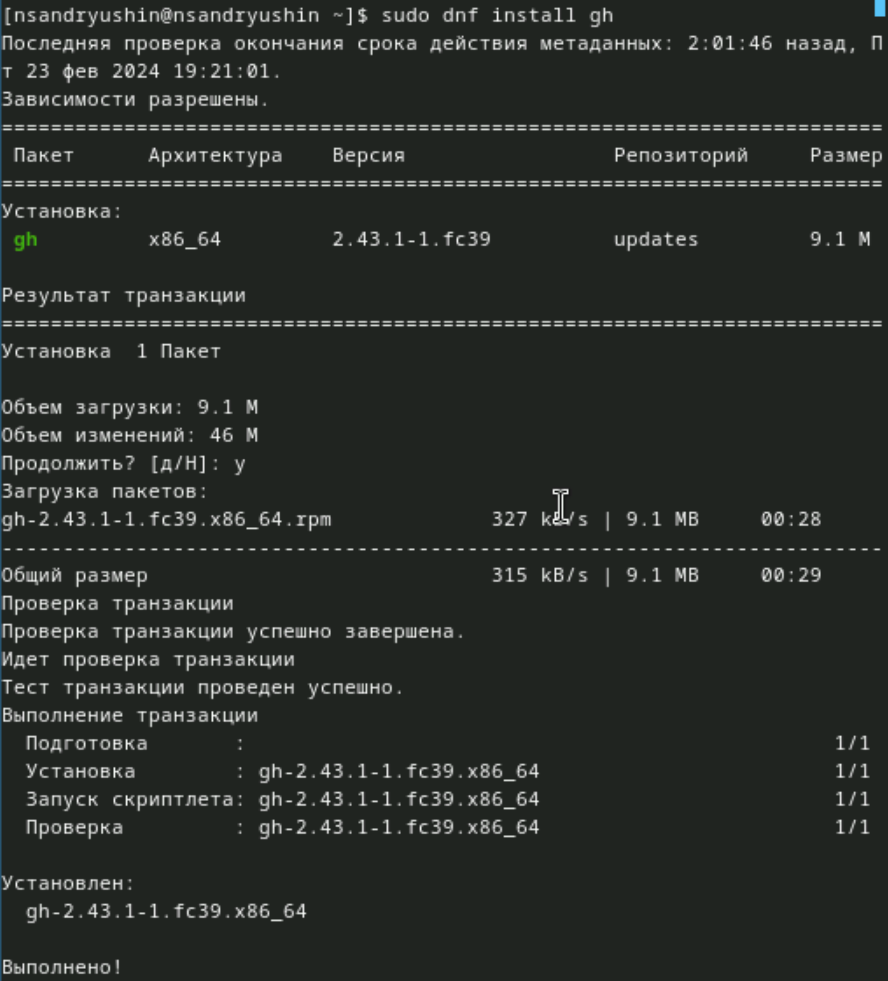 [nsandryushin@nsandryushin ~]$ sudo dnf install gh
Последняя проверка окончания срока действия метаданных: 2:01:46 назад, П
т 23 фев 2024 19:21:01.
Зависимости разрешены.
================================================================================
Пакет Архитектура Версия Репозиторий Размер
================================================================================
Установка:
gh x86_64 2.43.1-1.fc39 updates 9.1 M
Результат транзакции
================================================================================
Установка 1 Пакет
Объем загрузки: 9.1 M
Объем изменений: 46 M
Продолжить? [д/Н]: y
Загрузка пакетов:
gh-2.43.1-1.fc39.x86_64.rpm 327 kB/s | 9.1 MB 00:28
--------------------------------------------------------------------------------
Общий размер 315 kB/s | 9.1 MB 00:29
Проверка транзакции
Проверка транзакции успешно завершена.
Идет проверка транзакции
Тест транзакции проведен успешно.
Выполнение транзакции
Подготовка : 1/1
Установка : gh-2.43.1-1.fc39.x86_64 1/1
Запуск скриптлета: gh-2.43.1-1.fc39.x86_64 1/1
Проверка : gh-2.43.1-1.fc39.x86_64 1/1
Установлен:
gh-2.43.1-1.fc39.x86_64
Выполнено!